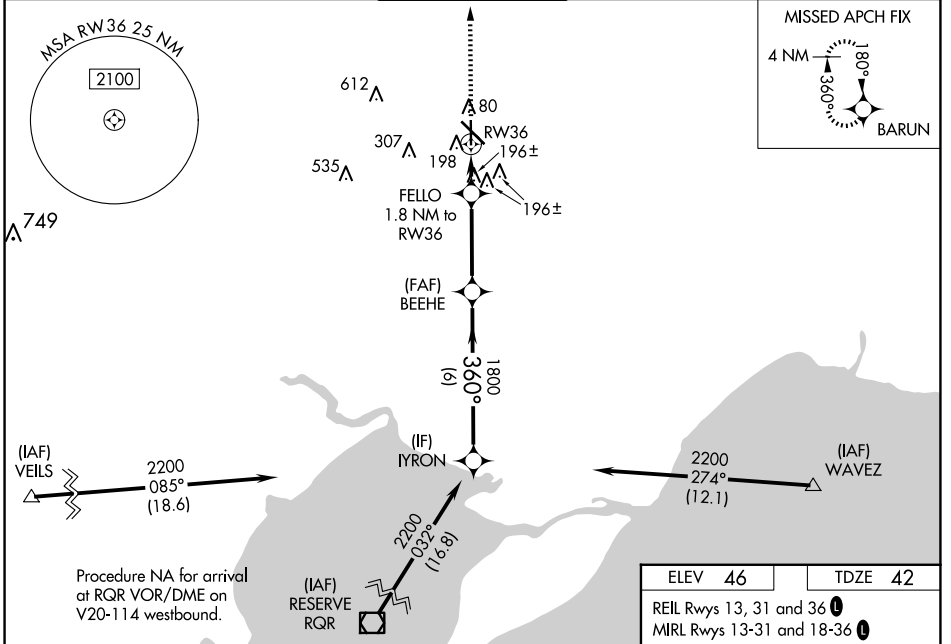 MSA RW36 25 NM
2100
612
80
307
198
RW36
196±
535
196±
FELLO
1.8 NM to
RW36
749
(FAF)
BEEHE
1800
360°
(6)
(IF)
IYRON
(IAF)
VEILS
2200
085°
(18.6)
2200
274°
(12.1)
(IAF)
WAVEZ
2200
032°
(16.8)
(IAF)
RESERVE
RQR
Procedure NA for arrival
at RQR VOR/DME on
V20-114 westbound.
MISSED APCH FIX
4 NM
180°
360°
BARUN
ELEV 46
TDZE 42
REIL Rwys 13, 31 and 36 L
MIRL Rwys 13-31 and 18-36 L